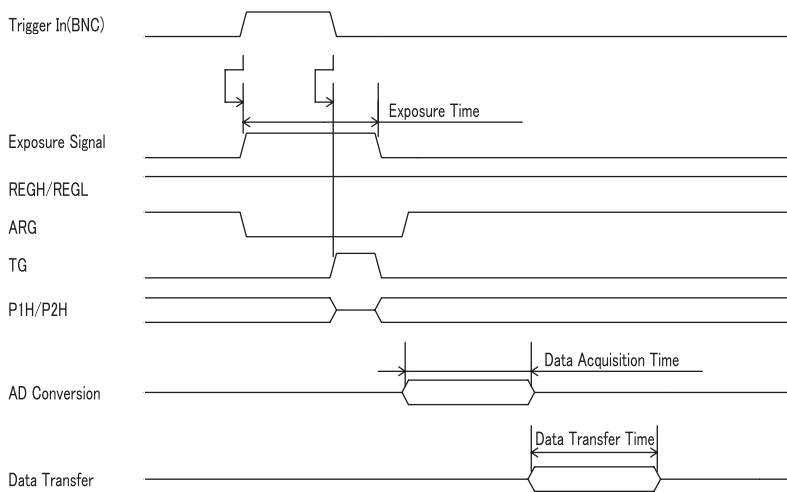 Trigger In(BNC)
Exposure Time
Exposure Signal
REGH/REGL
ARG
TG
P1H/P2H
Data Acquisition Time
AD Conversion
Data Transfer Time
Data Transfer